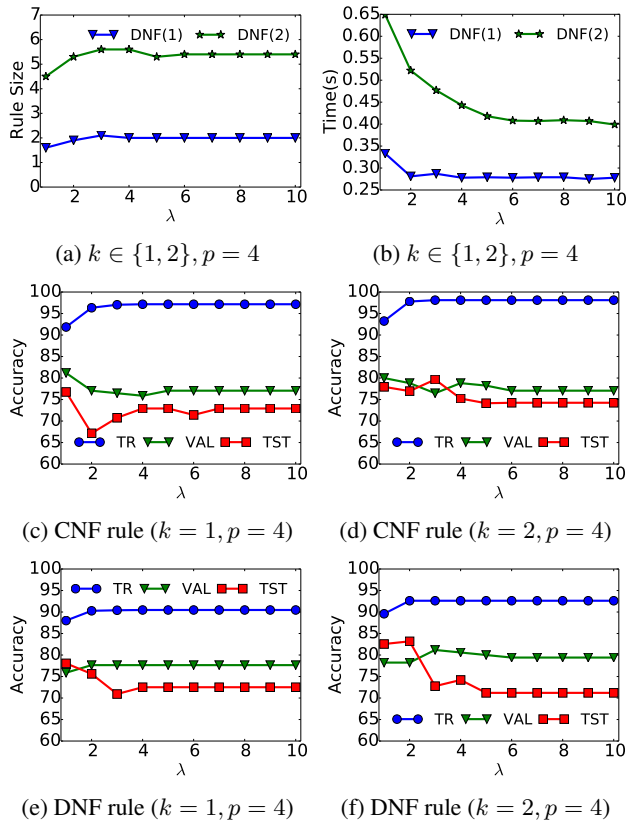 7
6
5
4
3
2
1
0
Rule Size
DNF(1) DNF(2)
2 4 6 8 10
λ
(a) k ∈ {1, 2}, p = 4
0.65
0.60
0.55
0.50
0.45
0.40
0.35
0.30
0.25
Time(s)
DNF(1) DNF(2)
2 4 6 8 10
λ
(b) k ∈ {1, 2}, p = 4
100
95
90
85
80
75
70
65
60
Accuracy
TR VAL TST
2 4 6 8 10
λ
(c) CNF rule (k = 1, p = 4)
100
95
90
85
80
75
70
65
60
Accuracy
TR VAL TST
2 4 6 8 10
λ
(d) CNF rule (k = 2, p = 4)
100
95
90
85
80
75
70
65
60
Accuracy
TR VAL TST
2 4 6 8 10
λ
(e) DNF rule (k = 1, p = 4)
100
95
90
85
80
75
70
65
60
Accuracy
TR VAL TST
2 4 6 8 10
λ
(f) DNF rule (k = 2, p = 4)